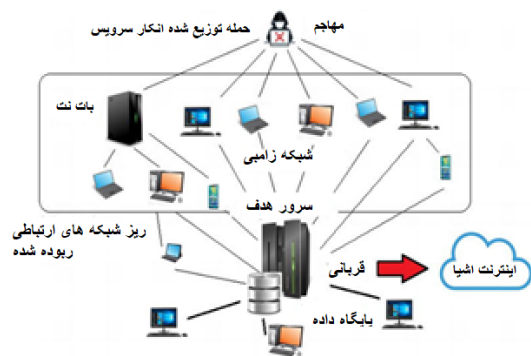 مهاجم
حمله توزیع شده انکار سرویس
بات نت
شبکه زامبی
سرور هدف
ریز شبکه های ارتباطی
ربوده شده
قربانی
اینترنت اشیا
پایگاه داده